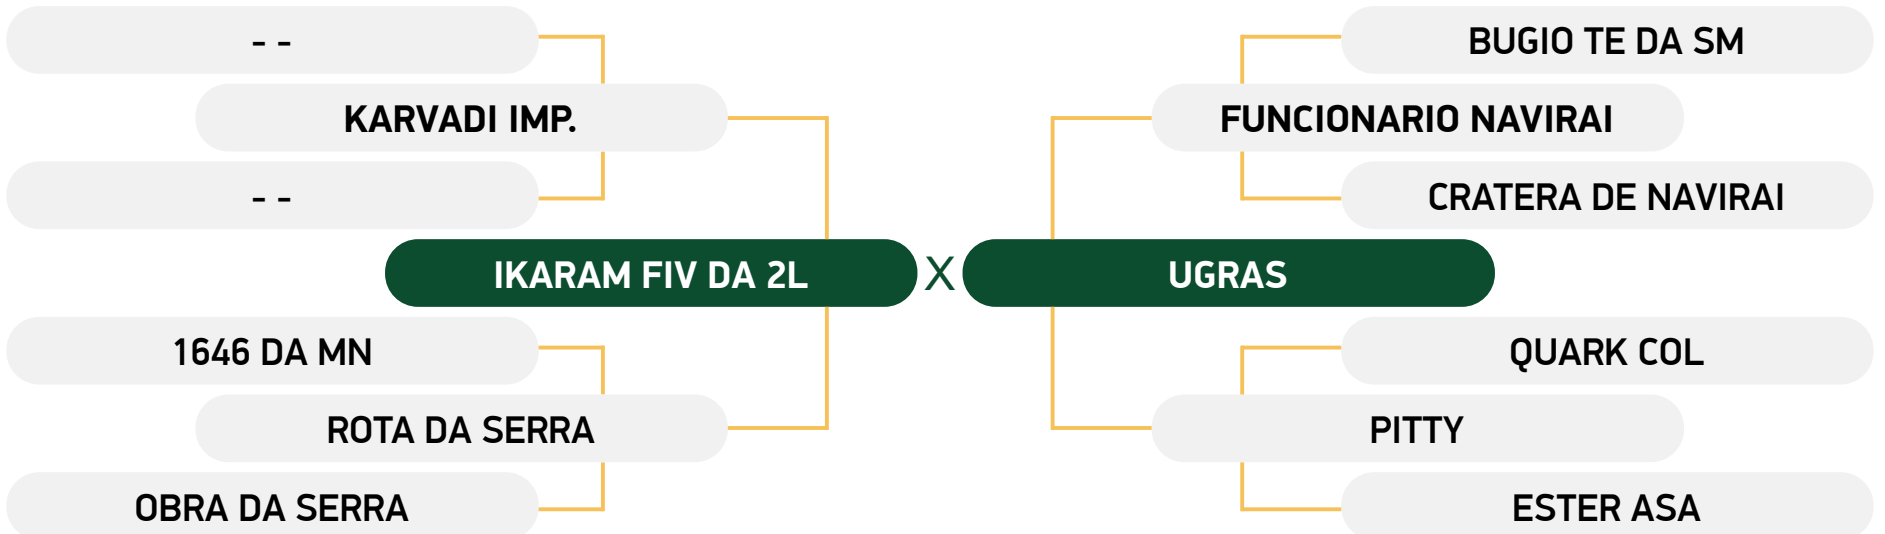 - -
BUGIO TE DA SM
KARVADI IMP.
FUNCIONARIO NAVIRAI
- -
CRATERA DE NAVIRAI
IKARAM FIV DA 2L
X
UGRAS
1646 DA MN
QUARK COL
ROTA DA SERRA
PITTY
OBRA DA SERRA
ESTER ASA